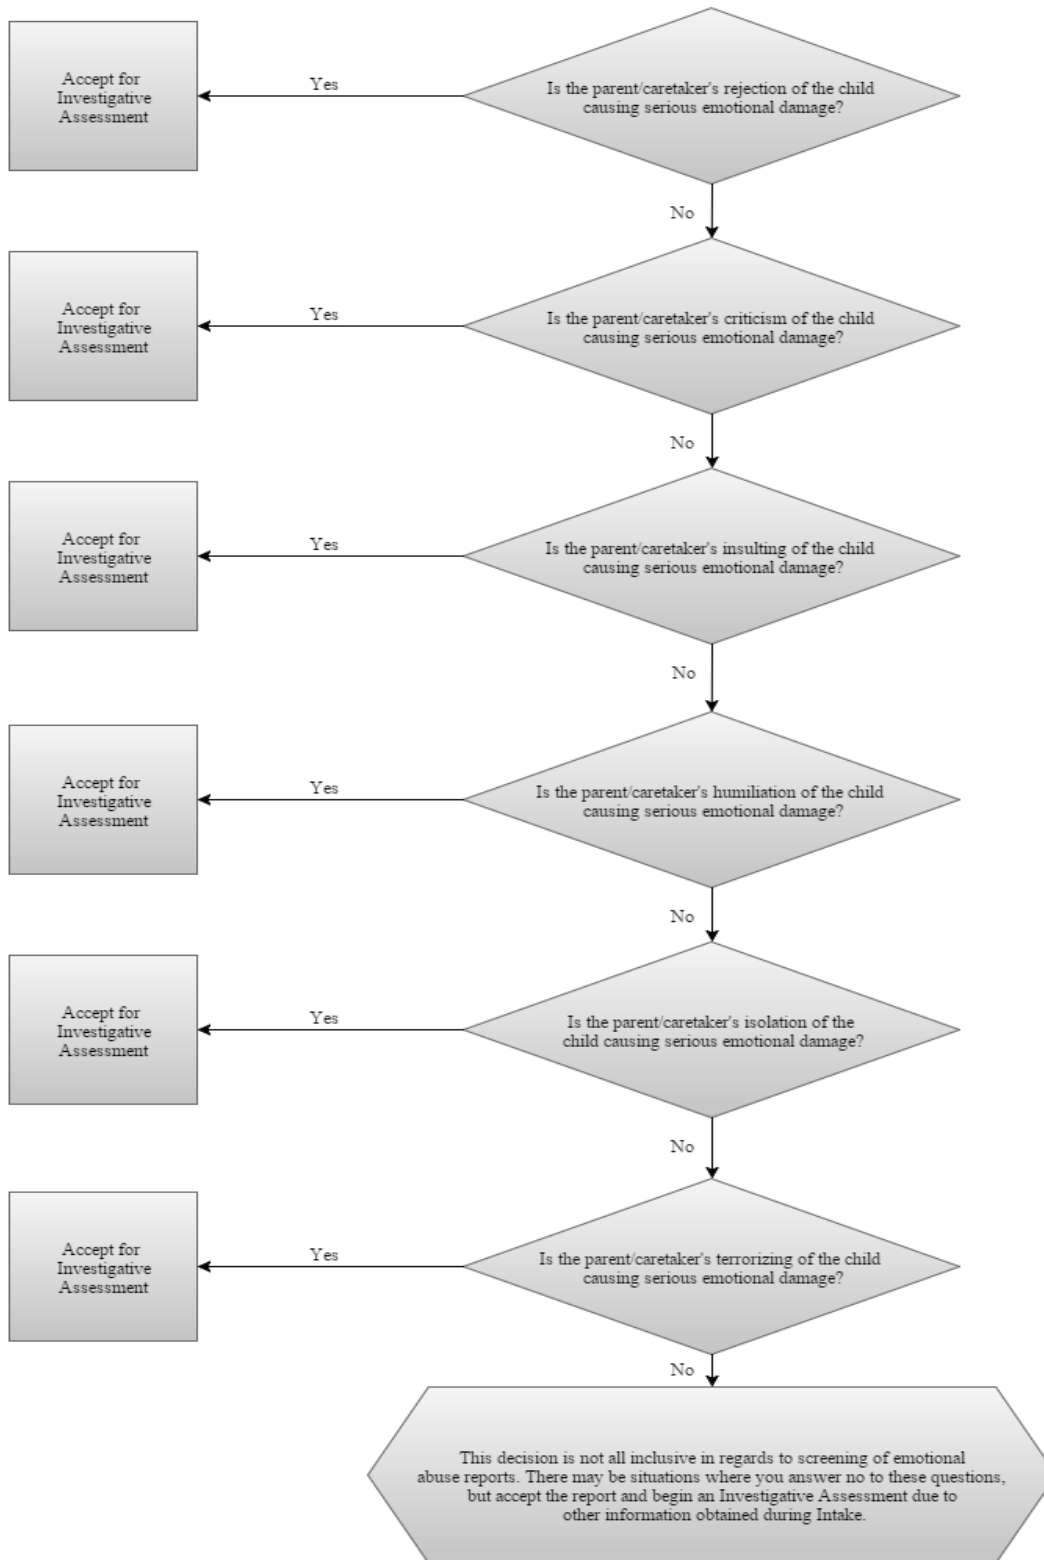 Accept for
Investigative
Assessment
Yes
Is the parent/caretaker's rejection of the child
causing serious emotional damage?
No
Accept for
Investigative
Assessment
Yes
Is the parent/caretaker's criticism of the child
causing serious emotional damage?
No
Accept for
Investigative
Assessment
Yes
Is the parent/caretaker's insulting of the child
causing serious emotional damage?
No
Accept for
Investigative
Assessment
Yes
Is the parent/caretaker's humiliation of the child
causing serious emotional damage?
No
Accept for
Investigative
Assessment
Yes
Is the parent/caretaker's isolation of the
child causing serious emotional damage?
No
Accept for
Investigative
Assessment
Yes
Is the parent/caretaker's terrorizing of the child
causing serious emotional damage?
No
This decision is not all inclusive in regards to screening of emotional
abuse reports. There may be situations where you answer no to these questions,
but accept the report and begin an Investigative Assessment due to
other information obtained during Intake.